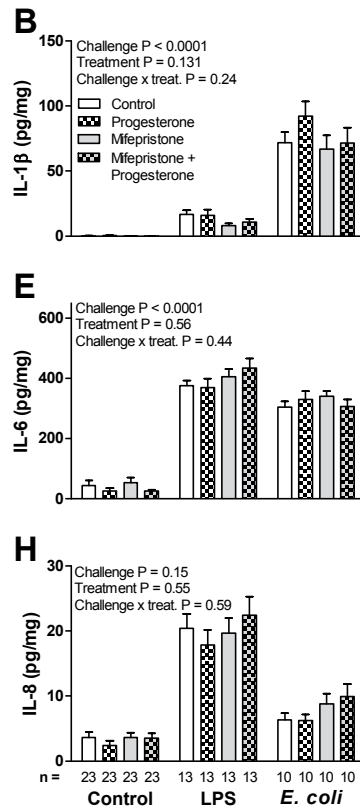 B
Challenge P < 0.0001
Treatment P = 0.131
Challenge x treat. P = 0.24
150
100
50
0
IL-1β (pg/mg)
Control
Progesterone
Mifepristone
Mifepristone +
Progesterone
E
Challenge P < 0.0001
Treatment P = 0.56
Challenge x treat. P = 0.44
600
400
200
0
IL-6 (pg/mg)
H
Challenge P = 0.15
Treatment P = 0.55
Challenge x treat. P = 0.59
30
20
10
0
IL-8 (pg/mg)
n = 23 23 23 23 13 13 13 13 10 10 10 10
Control LPS E. coli